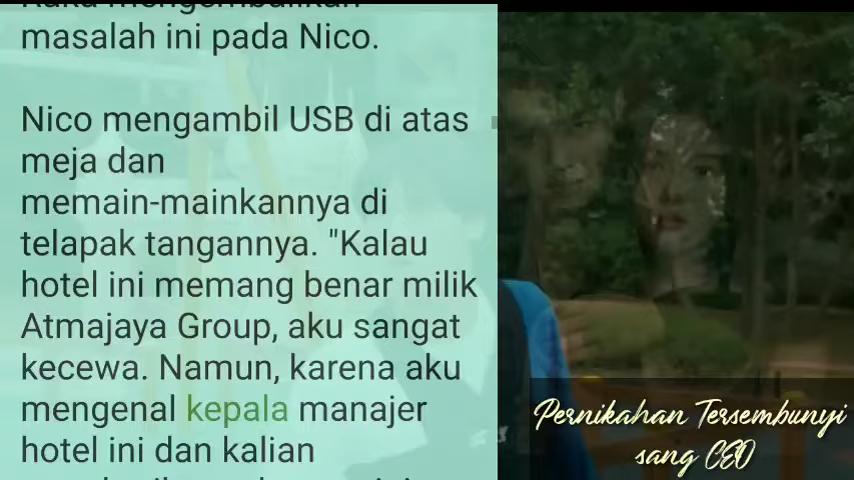 masalah ini pada Nico.
Nico mengambil USB di atas
meja dan
memain-mainkannya di
telapak tangannya. "Kalau
hotel ini memang benar milik
Atmajaya Group, aku sangat
kecewa. Namun, karena aku
mengenal kepala manajer
hotel ini dan kalian
Pernikahan Tersembunyi
sang CEO